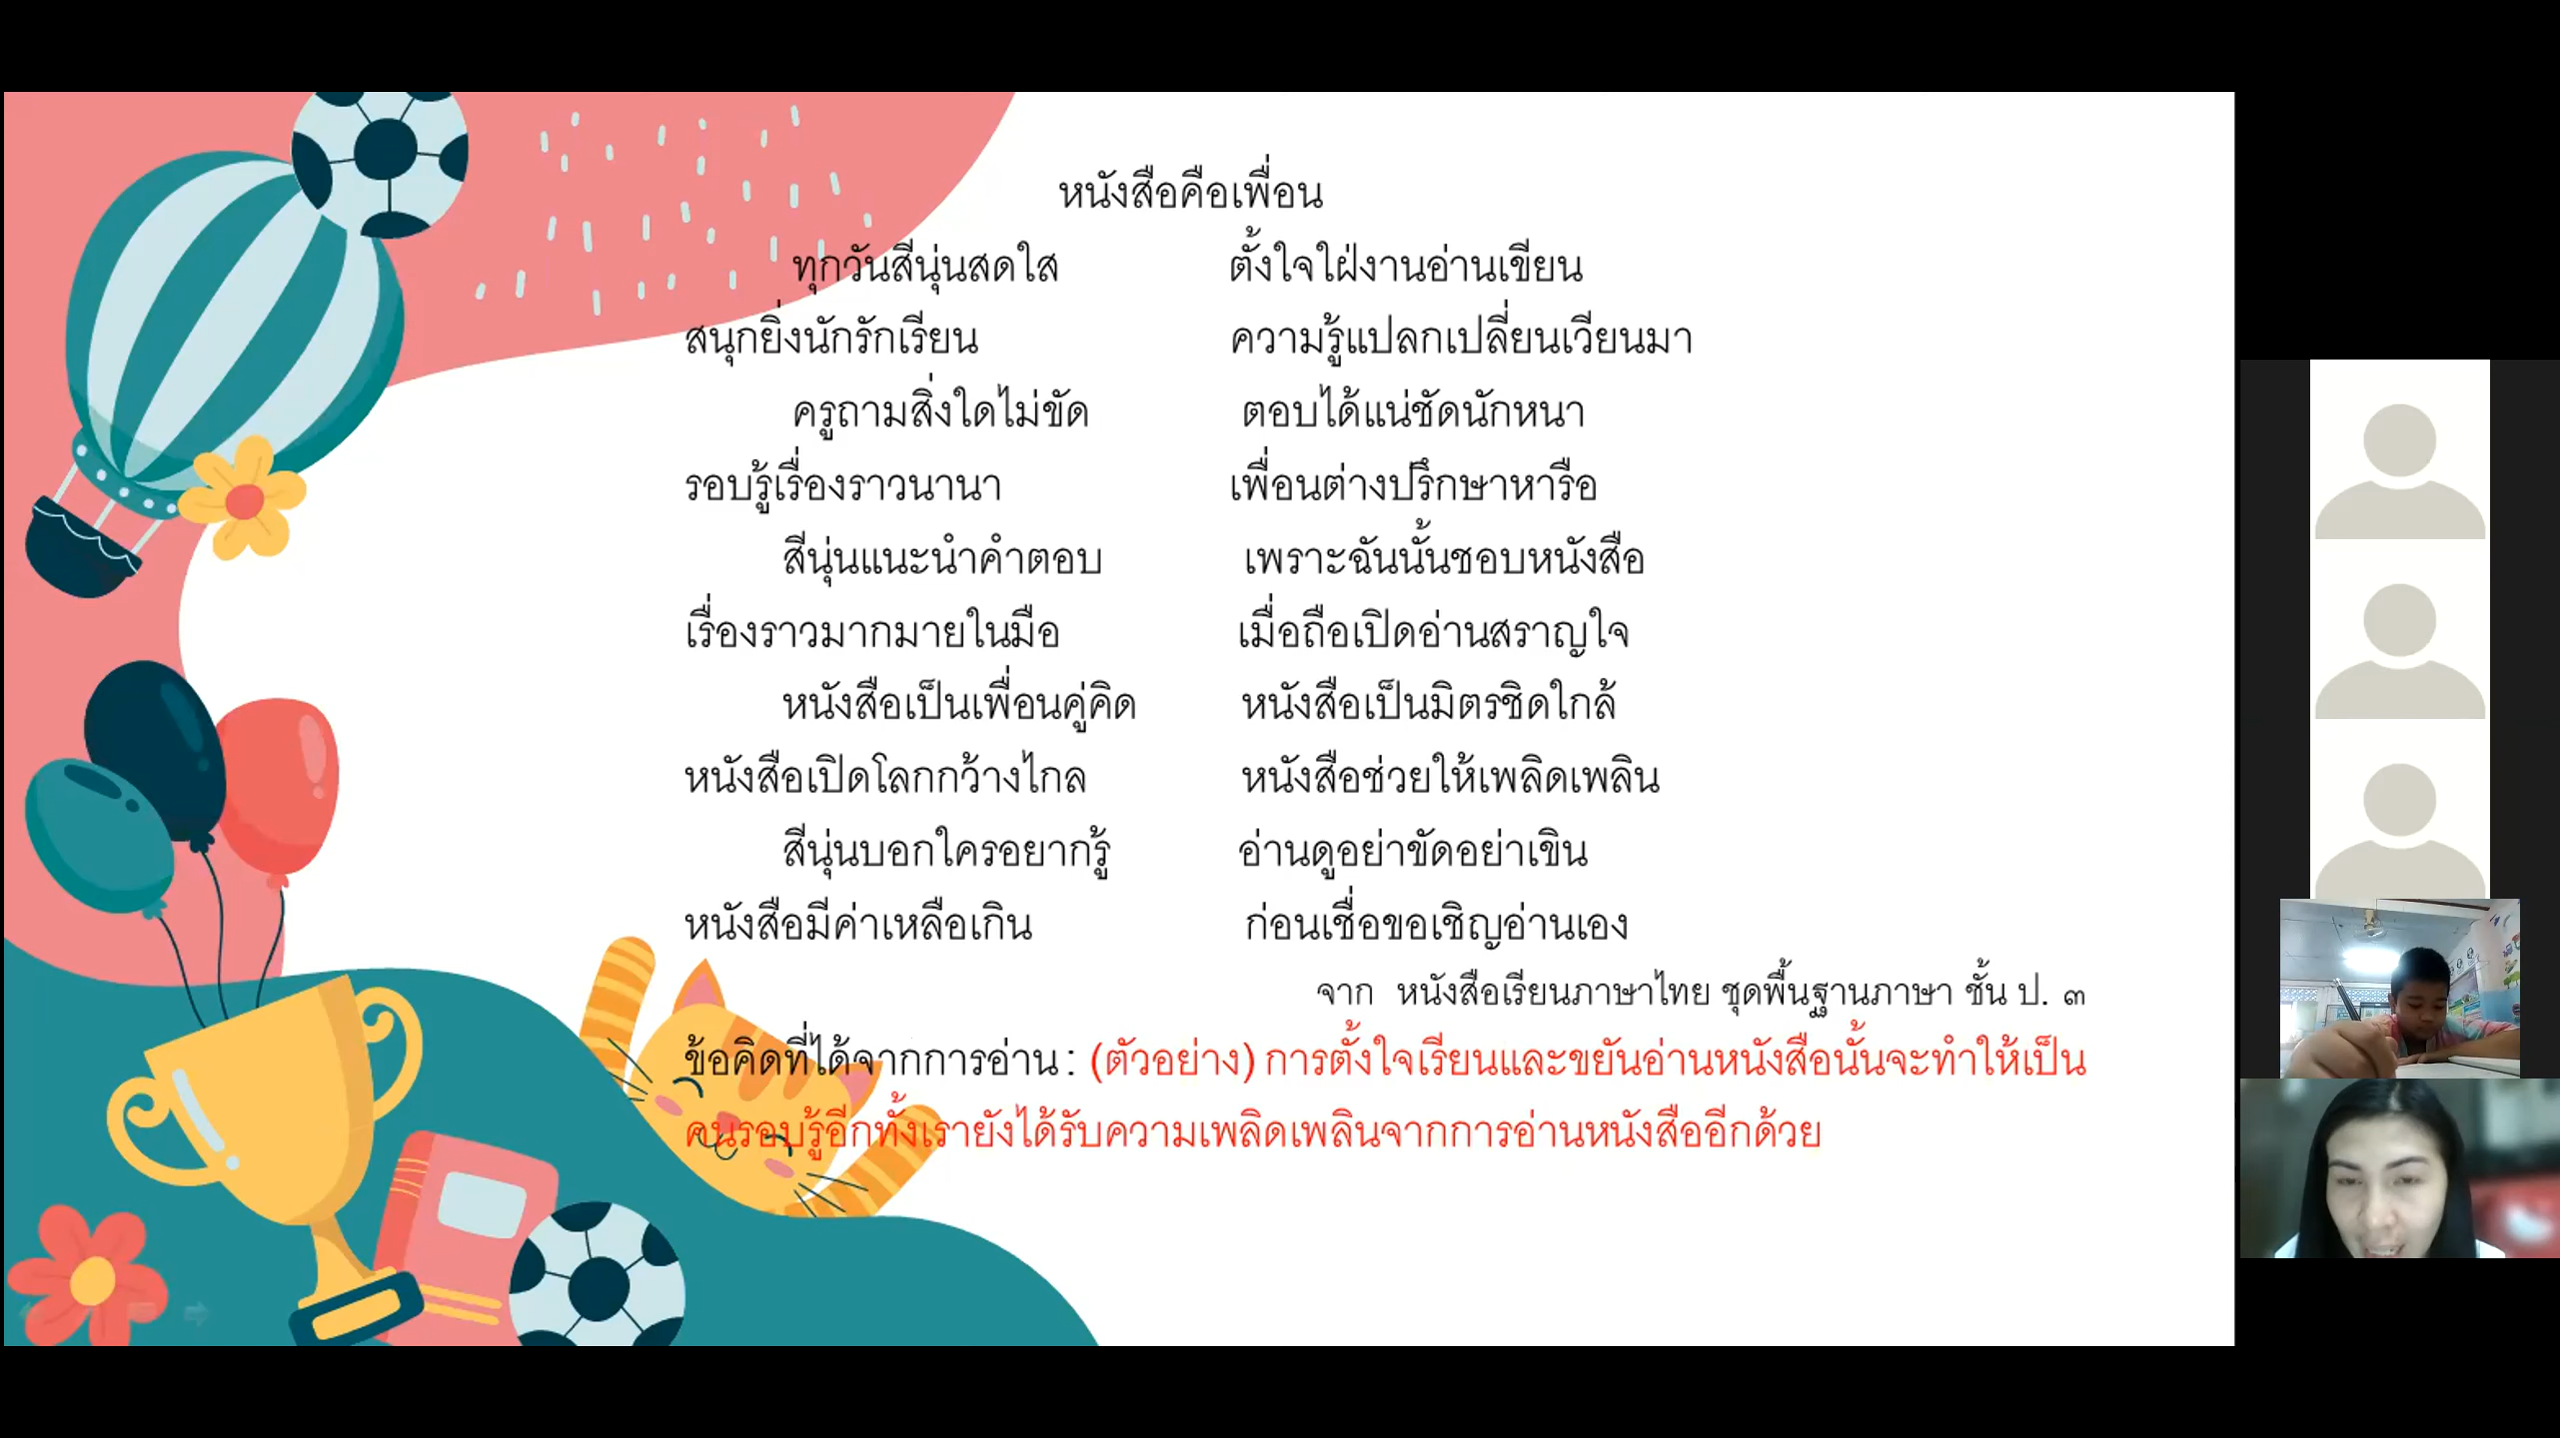 หนังสือคือเพื่อน
ทุกวันสีนุ่นสดใส ตั้งใจใฝ่งานอ่านเขียน
สนุกยิ่งนักรักเรียน ความรู้แปลกเปลี่ยนเวียนมา
ครูถามสิ่งใดไม่ขัด ตอบได้แน่ชัดนักหนา
รอบรู้เรื่องราวนานา เพื่อนต่างปรึกษาหารือ
สีนุ่นแนะนำคำตอบ เพราะฉันนั้นชอบหนังสือ
เรื่องราวมากมายในมือ เมื่อถือเปิดอ่านสราญใจ
หนังสือเป็นเพื่อนคู่คิด หนังสือเป็นมิตรชิดใกล้
หนังสือเปิดโลกกว้างไกล หนังสือช่วยให้เพลิดเพลิน
สีนุ่นบอกใครอยากรู้ อ่านดูอย่าขัดอย่าเขิน
หนังสือมีค่าเหลือเกิน ก่อนเชื่อขอเชิญอ่านเอง
จาก หนังสือเรียนภาษาไทย ชุดพื้นฐานภาษา ชั้น ป. ๓
ข้อคิดที่ได้จากการอ่าน : (ตัวอย่าง) การตั้งใจเรียนและขยันอ่านหนังสือนั้นจะทำให้เป็น
คนรอบรู้อีกทั้งเรายังได้รับความเพลิดเพลินจากการอ่านหนังสืออีกด้วย